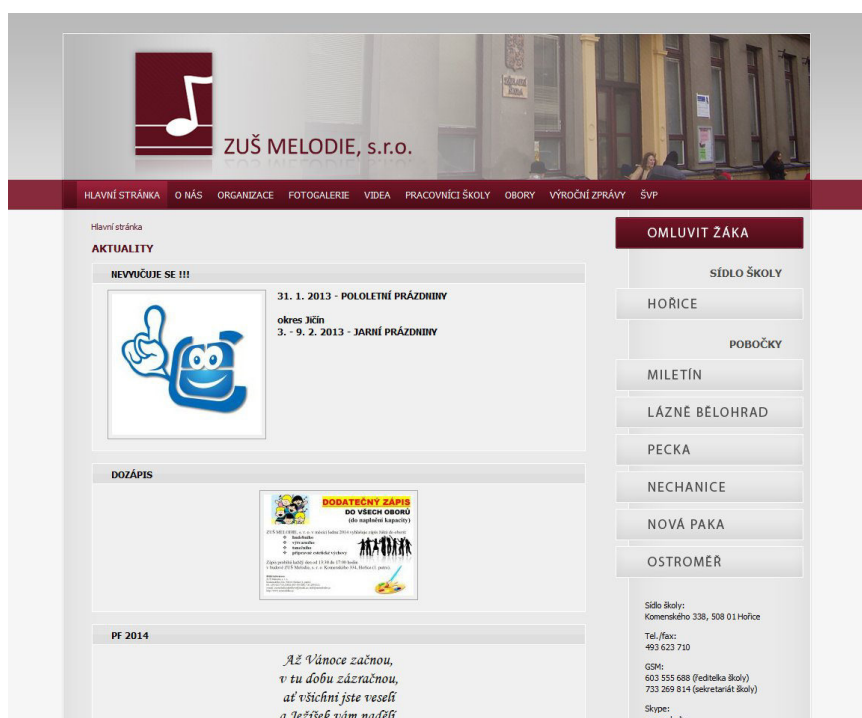 ZUŠ MELODIE, s.r.o.
HLAVNÍ STRÁNKA O NÁS ORGANIZACE FOTOGALERIE VIDEA PRACOVNÍCI ŠKOLY OBORY VÝROČNÍ ZPRÁVY ŠVP
Hlavní stránka
AKTUALITY
NEVYUČUJE SE !!!
31. 1. 2013 - POLOLETNÍ PRÁZDNINY
okres Jičín
3. - 9. 2. 2013 - JARNÍ PRÁZDNINY
DOZÁPIS
DODATEČNÝ ZÁPIS
DO VŠECH OBORŮ
(do naplnění kapacity)
PF 2014
Až Vánoce začnou,
v tu dobu zázračnou,
ať všichni jste veselí
a Ježíšek vám nadělí
OMLUVIT ŽÁKA
SÍDLO ŠKOLY
HOŘICE
POBOČKY
MILETÍN
LÁZNĚ BĚLOHRAD
PECKA
NECHANICE
NOVÁ PAKA
OSTROMĚŘ
Sídlo školy:
Komenského 338, 508 01 Hořice
Tel./fax:
493 623 710
GSM:
603 555 688 (ředitelka školy)
733 269 814 (sekretariát školy)
Skype: